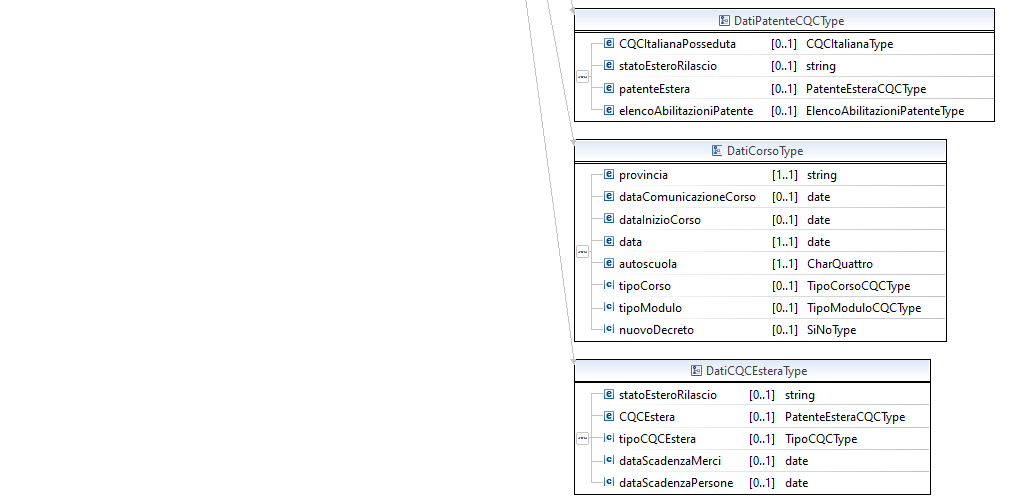 DatiPatenteCQCType
CQCItalianaPosseduta [0..1] CQCItalianaType
statoEsteroRilascio [0..1] string
patenteEstera [0..1] PatenteEsteraCQCType
elencoAbilitazioniPatente [0..1] ElencoAbilitazioniPatenteType
DatiCorsoType
provincia [1..1] string
dataComunicazioneCorso [0..1] date
dataInizioCorso [0..1] date
data [1..1] date
autoscuola [1..1] CharQuattro
tipoCorso [0..1] TipoCorsoCQCType
tipoModulo [0..1] TipoModuloCQCType
nuovoDecreto [0..1] SiNoType
DatiCQCEsteraType
statoEsteroRilascio [0..1] string
CQCEstera [0..1] PatenteEsteraCQCType
tipoCQCEstera [0..1] TipoCQCType
dataScadenzaMerci [0..1] date
dataScadenzaPersone [0..1] date